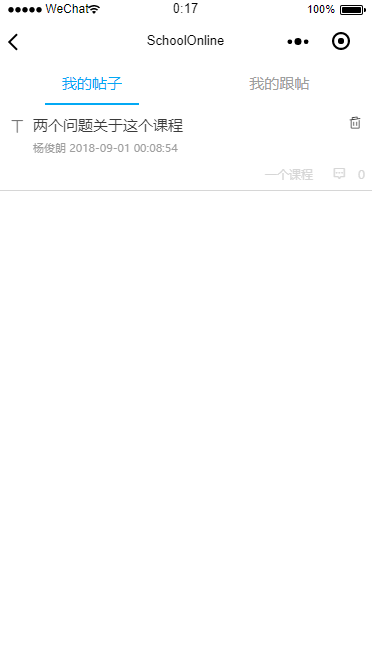 WeChat 0:17 100%
SchoolOnline
我的帖子 我的跟帖
T 两个问题关于这个课程
杨俊朗 2018-09-01 00:08:54
一个课程 0